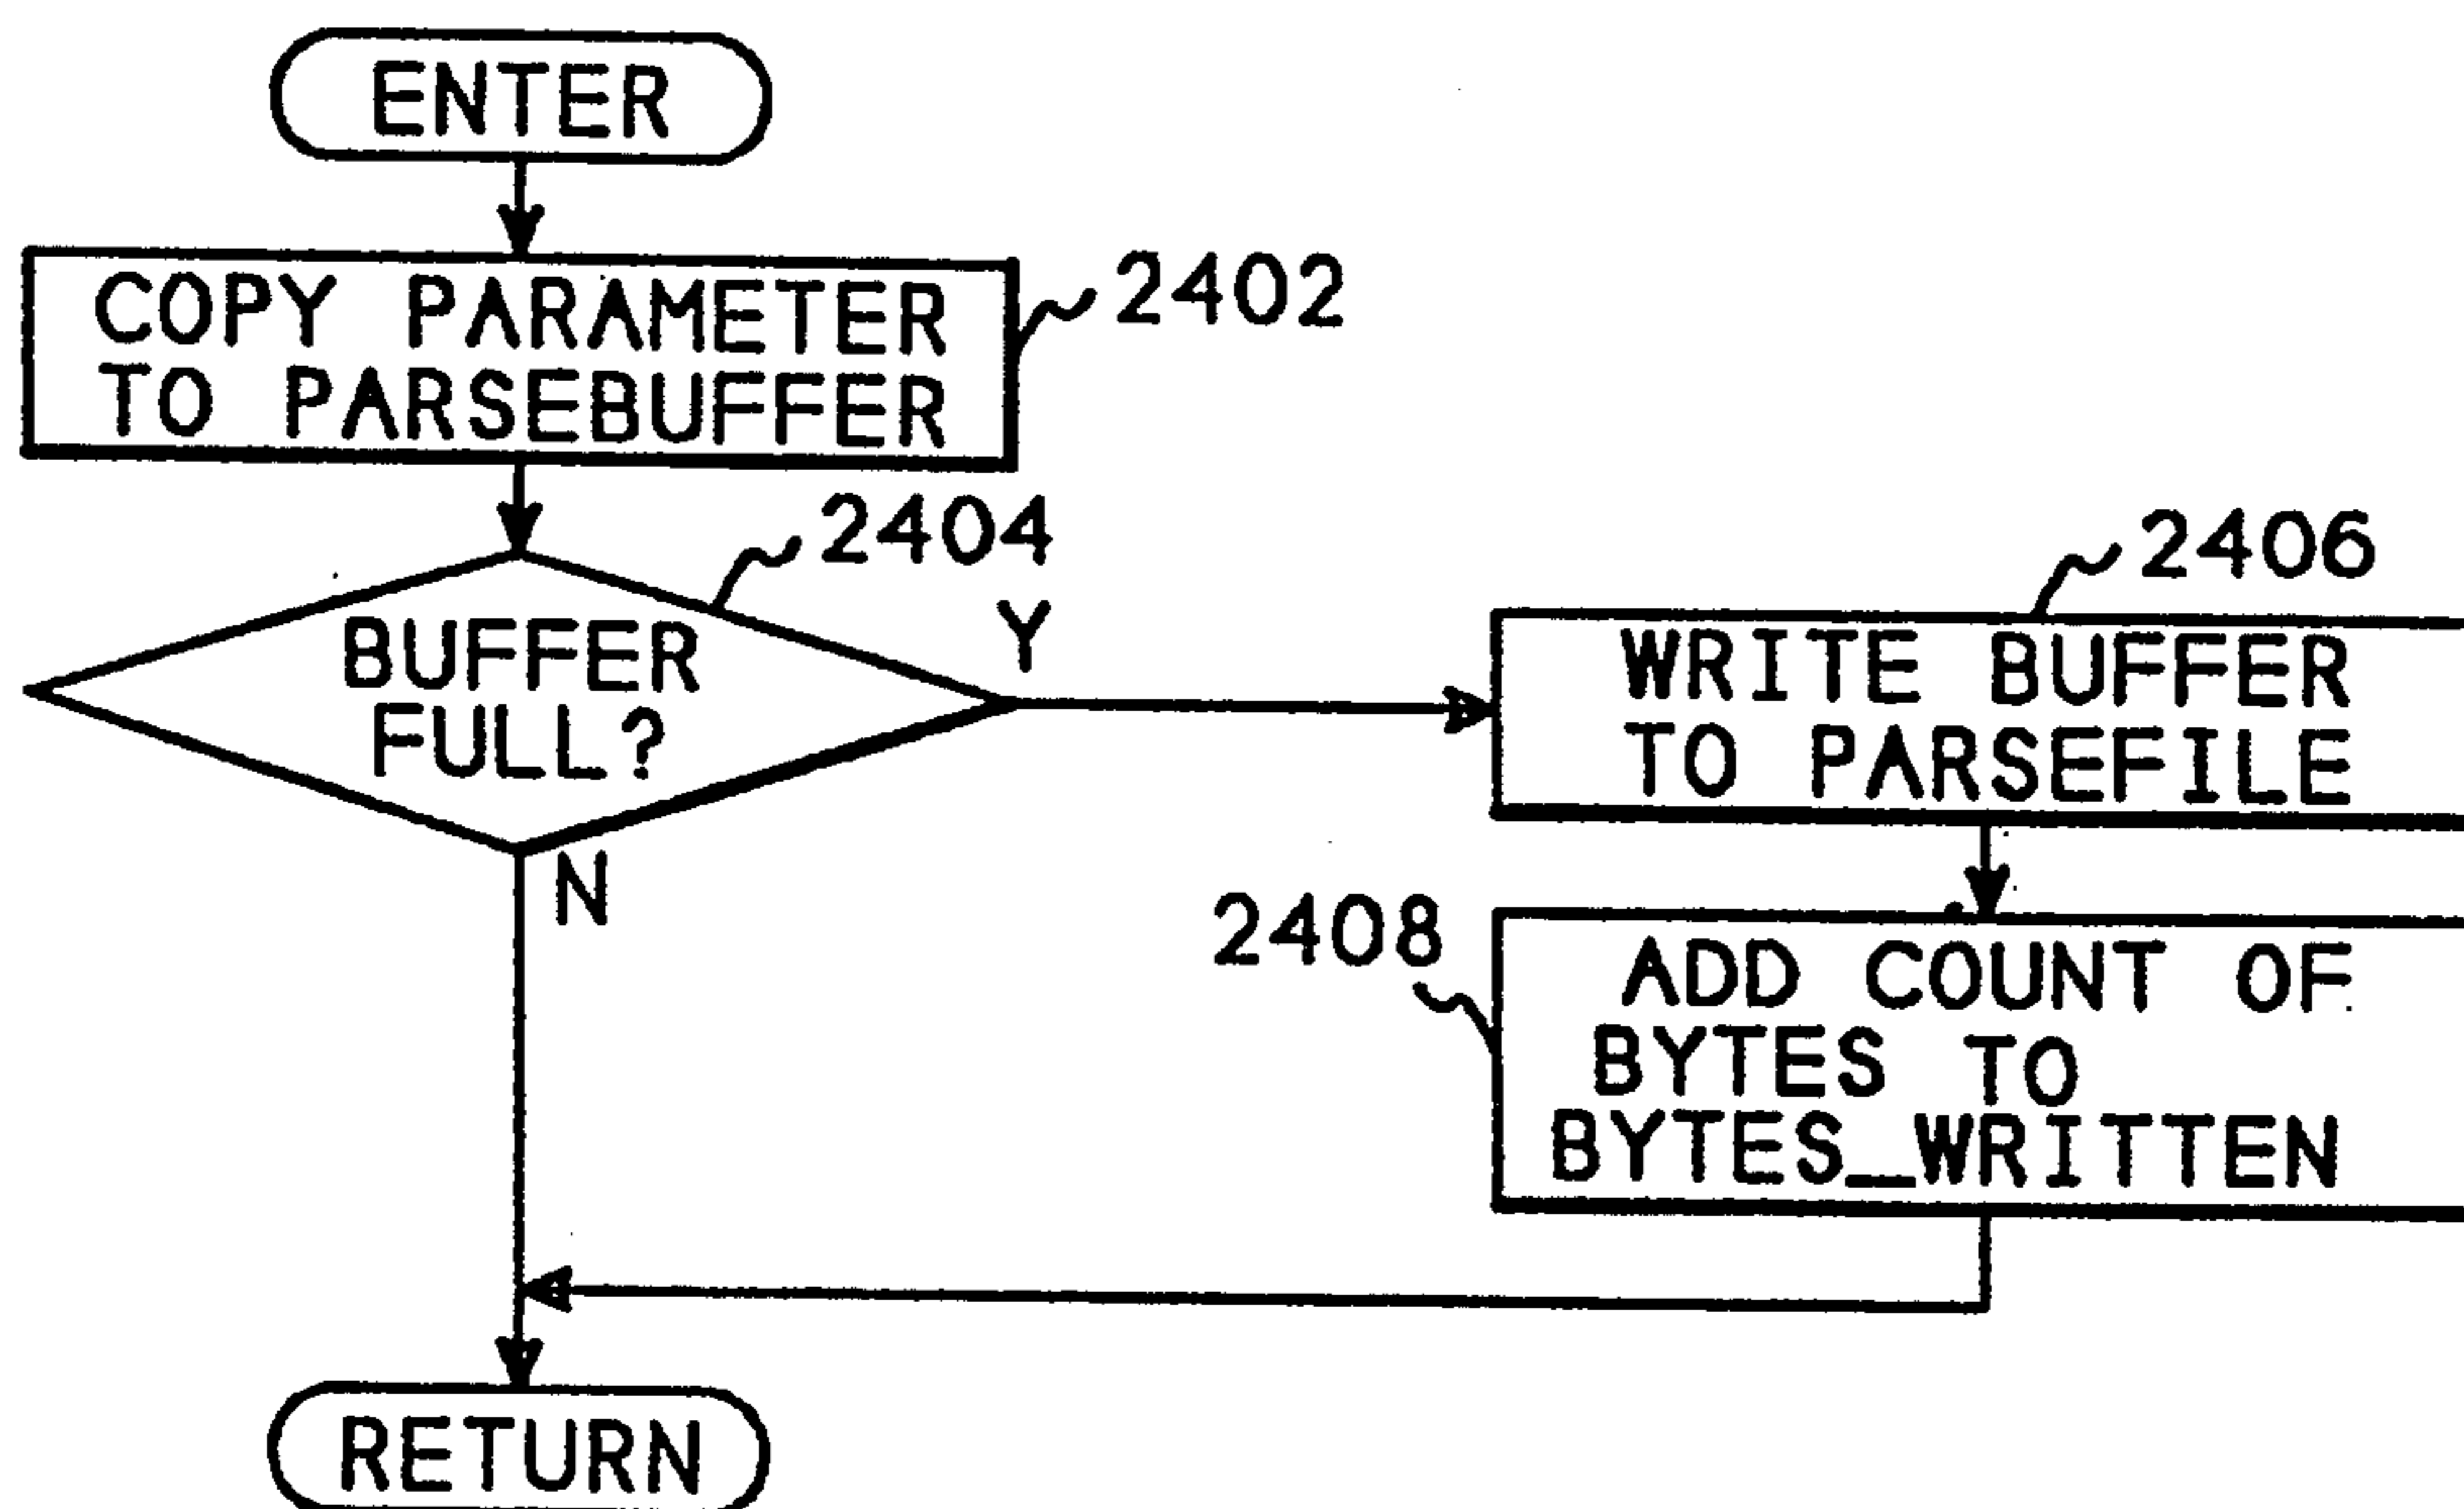 ENTER
COPY PARAMETER
TO PARSEBUFFER
2402
2404
BUFFER
FULL?
Y
N
2406
WRITE BUFFER
TO PARSEFILE
2408
ADD COUNT OF
BYTES TO
BYTES_WRITTEN
RETURN